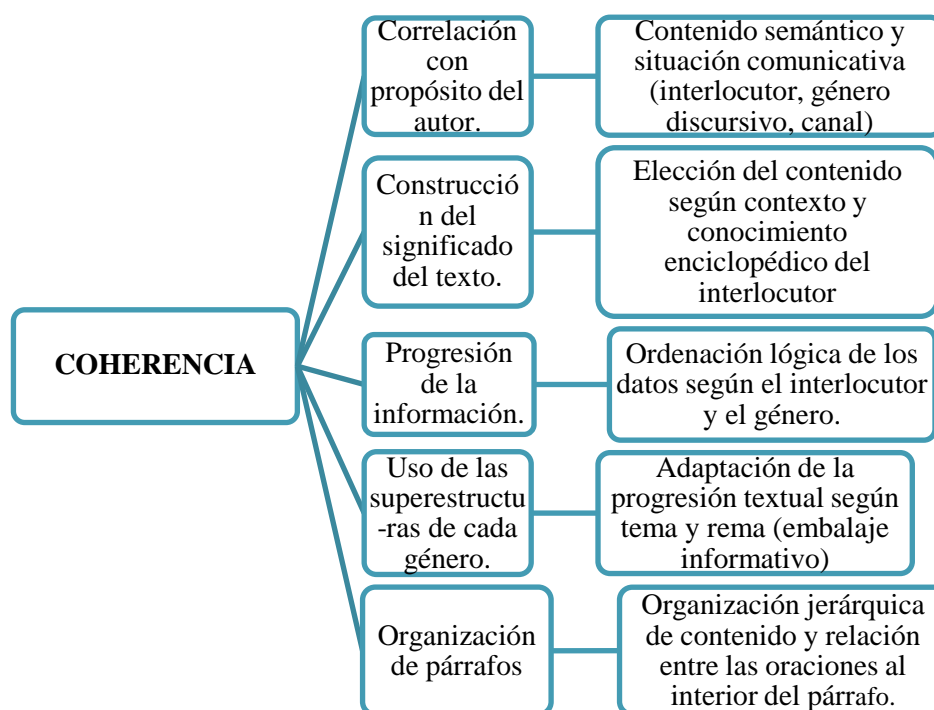 COHERENCIA
Correlación
con
propósito del
autor.
Contenido semántico y
situación comunicativa
(interlocutor, género
discursivo, canal)
Construcció
n del
significado
del texto.
Elección del contenido
según contexto y
conocimiento
enciclopédico del
interlocutor
Progresión
de la
información.
Ordenación lógica de los
datos según el interlocutor
y el género.
Uso de las
superestructu
-ras de cada
género.
Adaptación de la
progresión textual según
tema y rema (embalaje
informativo)
Organización
de párrafos
Organización jerárquica
de contenido y relación
entre las oraciones al
interior del párrafo.